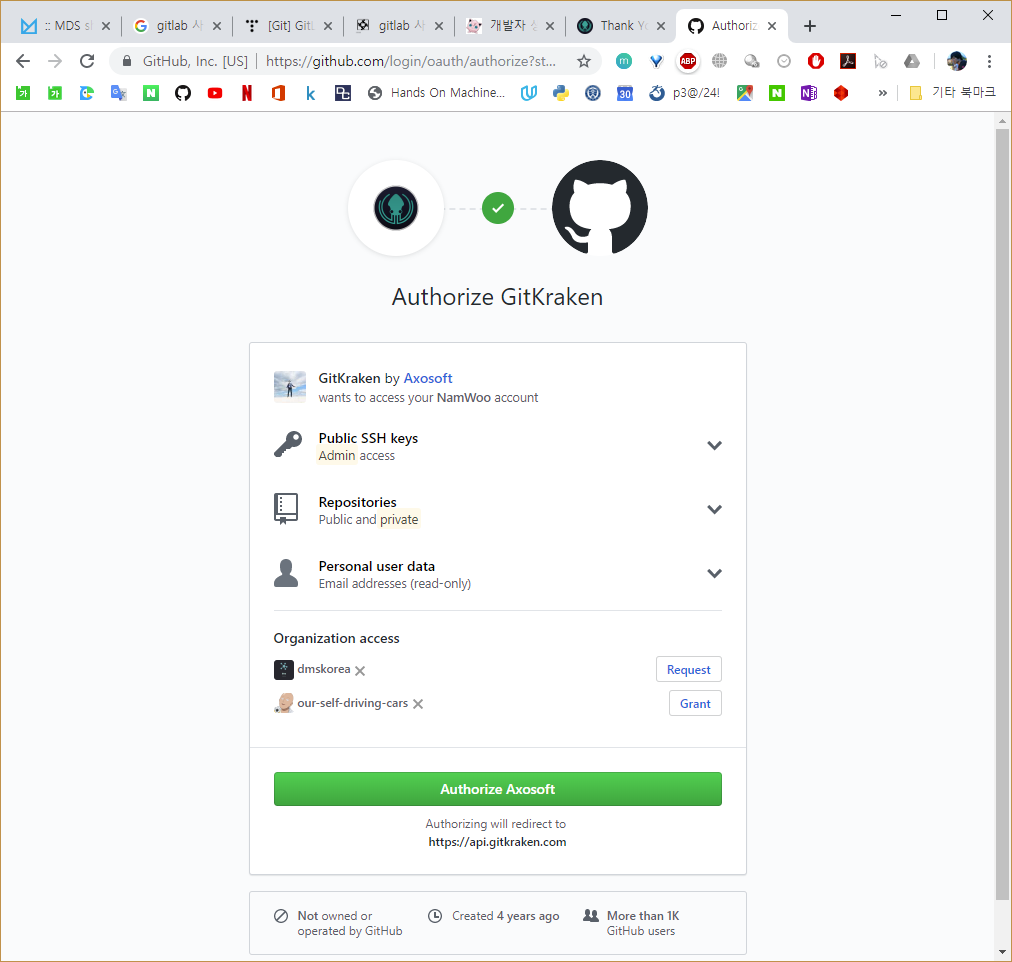 :: MDS s
gitlab 사
[Git] Gitl
gitlab 사
개발자 상
Thank Yo
Authoriz
GitHub, Inc. [US]
https://github.com/login/oauth/authorize?st...
Hands On Machine...
p3@/24!
»
기타 북마크
Authorize GitKraken
GitKraken by Axosoft
wants to access your NamWoo account
Public SSH keys
Admin access
Repositories
Public and private
Personal user data
Email addresses (read-only)
Organization access
dmskorea
Request
our-self-driving-cars
Grant
Authorize Axosoft
Authorizing will redirect to
https://api.gitkraken.com
Not owned or
operated by GitHub
Created 4 years ago
More than 1K
GitHub users